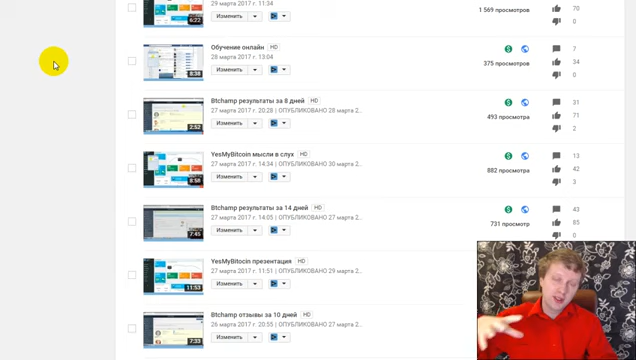 29 марта 2017 г. 11:34
Изменить
6:22
1 569 просмотров
70
0
Обучение онлайн HD
28 марта 2017 г. 13:04
Изменить
8:38
375 просмотров
7
34
0
Btchamp результаты за 8 дней HD
27 марта 2017 г. 20:28 | ОПУБЛИКОВАНО 28 марта 2...
Изменить
2:52
493 просмотра
31
71
2
YesMyBitcoin мысли в слух HD
27 марта 2017 г. 14:34 | ОПУБЛИКОВАНО 30 марта 2...
Изменить
8:58
882 просмотра
13
42
3
Btchamp результаты за 14 дней HD
27 марта 2017 г. 14:05 | ОПУБЛИКОВАНО 27 марта 2...
Изменить
7:45
731 просмотр
43
85
0
YesMyBitocin презентация HD
27 марта 2017 г. 11:51 | ОПУБЛИКОВАНО 29 марта 2...
Изменить
11:53
Btchamp отзывы за 10 дней HD
26 марта 2017 г. 20:55 | ОПУБЛИКОВАНО 26 марта 2...
Изменить
7:33